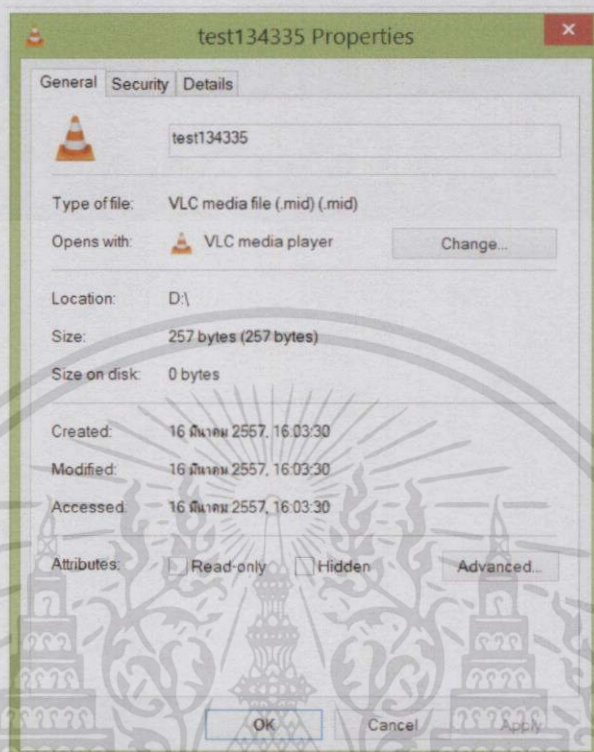 test134335 Properties
General Security Details
test134335
Type of file: VLC media file (.mid) (.mid)
Opens with: VLC media player Change...
Location: D:\
Size: 257 bytes (257 bytes)
Size on disk: 0 bytes
Created: 16 มีนาคม 2557, 16:03:30
Modified: 16 มีนาคม 2557, 16:03:30
Accessed: 16 มีนาคม 2557, 16:03:30
Attributes: Read-only Hidden Advanced...
OK Cancel Apply